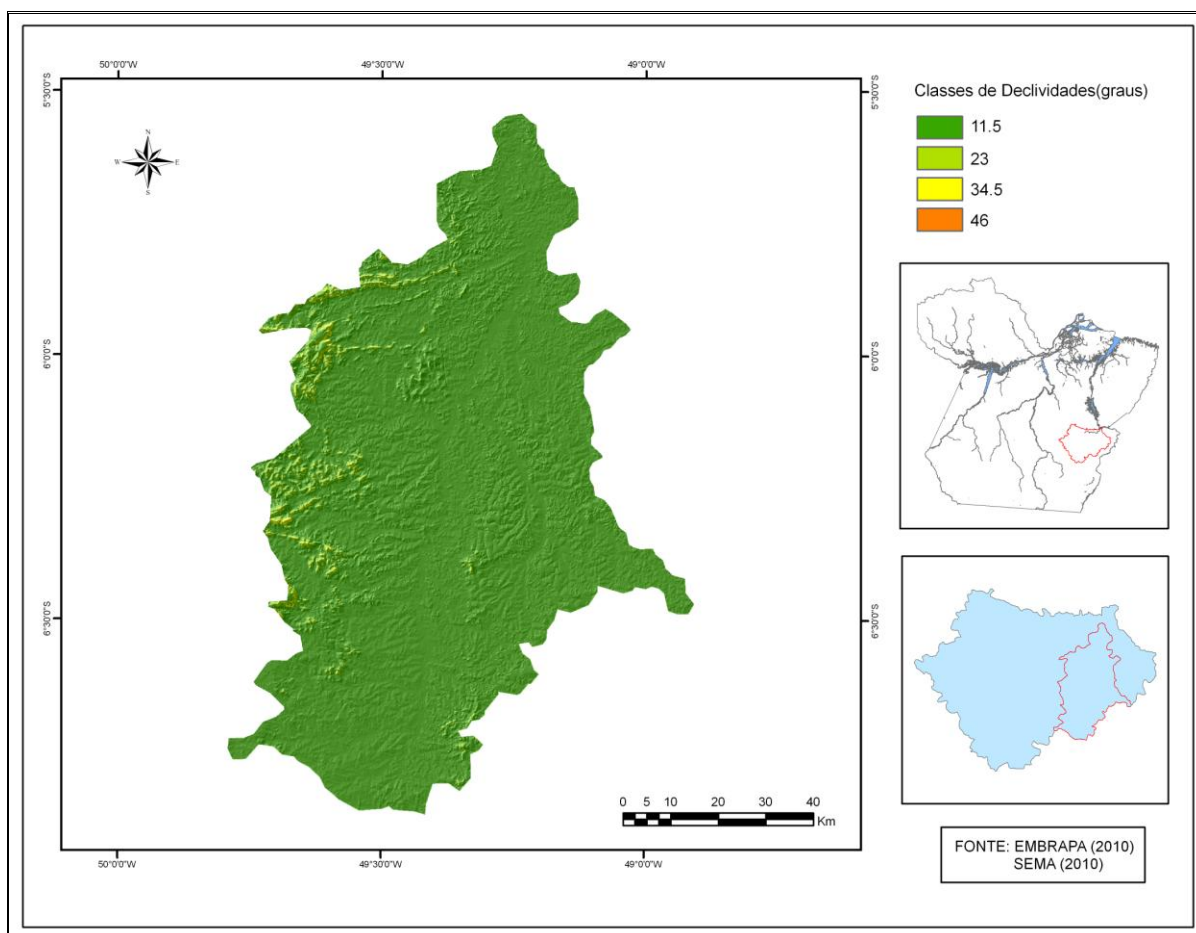 50°0'0"W 49°30'0"W 49°0'0"W
5°30'0"S
5°30'0"S
N
W E
S
6°0'0"S
6°0'0"S
6°30'0"S
6°30'0"S
0 5 10 20 30 40
Km
50°0'0"W 49°30'0"W 49°0'0"W
Classes de Declividades(graus)
11.5
23
34.5
46
FONTE: EMBRAPA (2010)
SEMA (2010)